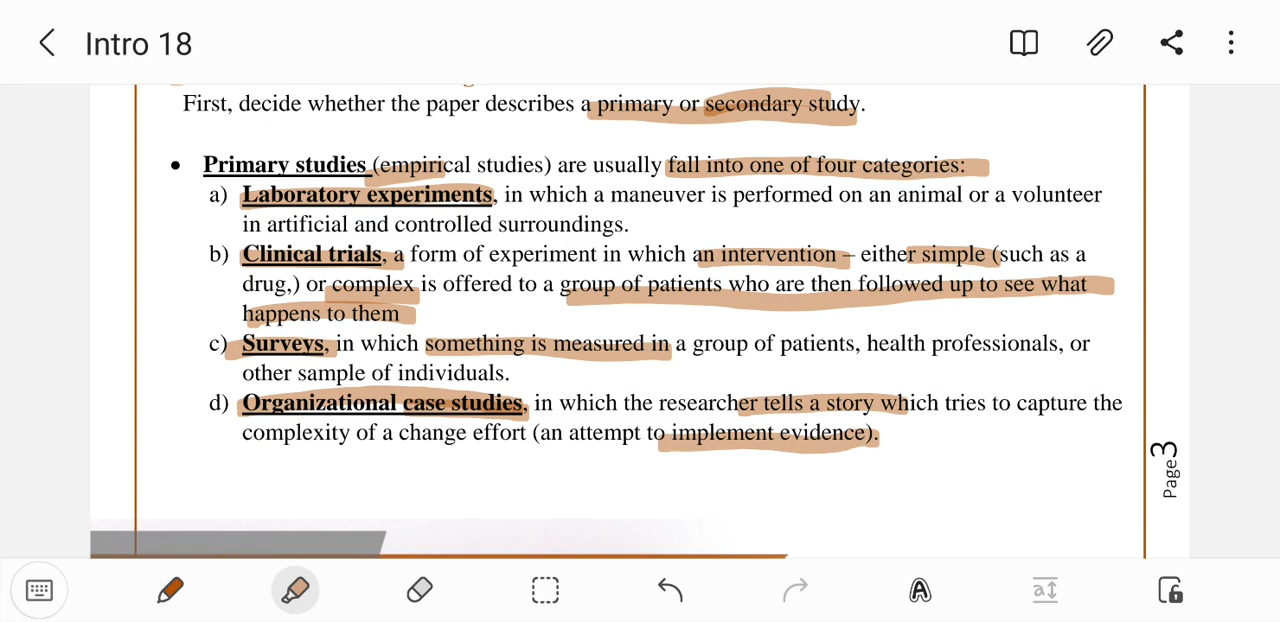 Intro 18
First, decide whether the paper describes a primary or secondary study.
• Primary studies (empirical studies) are usually fall into one of four categories:
a) Laboratory experiments, in which a maneuver is performed on an animal or a volunteer
in artificial and controlled surroundings.
b) Clinical trials, a form of experiment in which an intervention – either simple (such as a
drug,) or complex is offered to a group of patients who are then followed up to see what
happens to them
c) Surveys, in which something is measured in a group of patients, health professionals, or
other sample of individuals.
d) Organizational case studies, in which the researcher tells a story which tries to capture the
complexity of a change effort (an attempt to implement evidence).
Page3